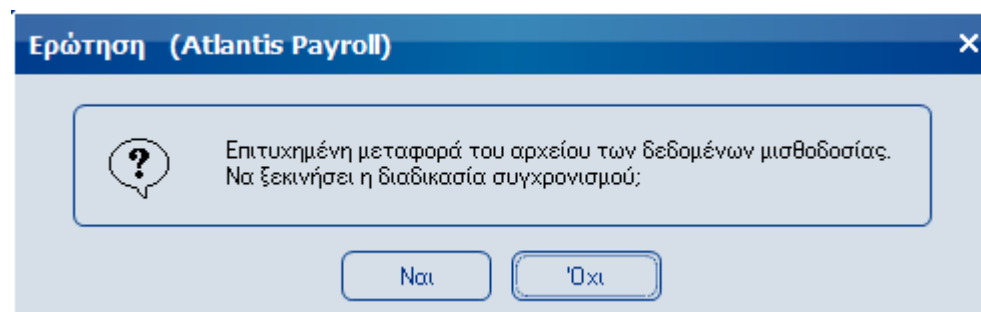 Ερώτηση (Atlantis Payroll)
Επιτυχημένη μεταφορά του αρχείου των δεδομένων μισθοδοσίας.
Να ξεκινήσει η διαδικασία συγχρονισμού;
Ναι Όχι